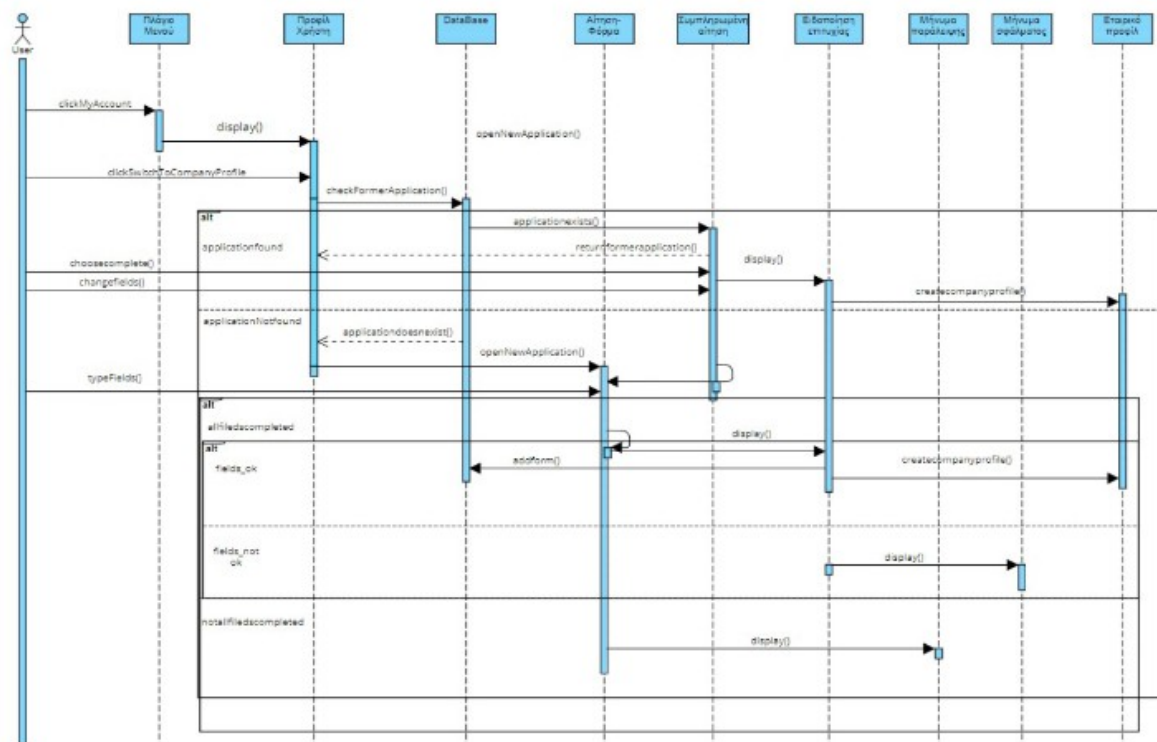 User
Πλάγιο
Μενού
Προφίλ
Χρήστη
DataBase
Αίτηση-
Φόρμα
Συμπληρωμένη
αίτηση
Ειδοποίηση
επιτυχίας
Μήνυμα
παράλειψης
Μήνυμα
σφάλματος
Εταιρικό
προφίλ
clickMyAccount
display()
openNewApplication()
clickSwitchToCompanyProfile
checkFormerApplication()
alt
applicationexists()
applicationfound
returnformerapplication()
choosecomplete()
display()
changefields()
createcompanyprofile()
applicationNotfound
applicationdoesnexist()
openNewApplication()
typeFields()
alt
allfiledscompleted
display()
alt
fields_ok
addform()
createcompanyprofile()
fields_not
ok
display()
notallfiledscompleted
display()